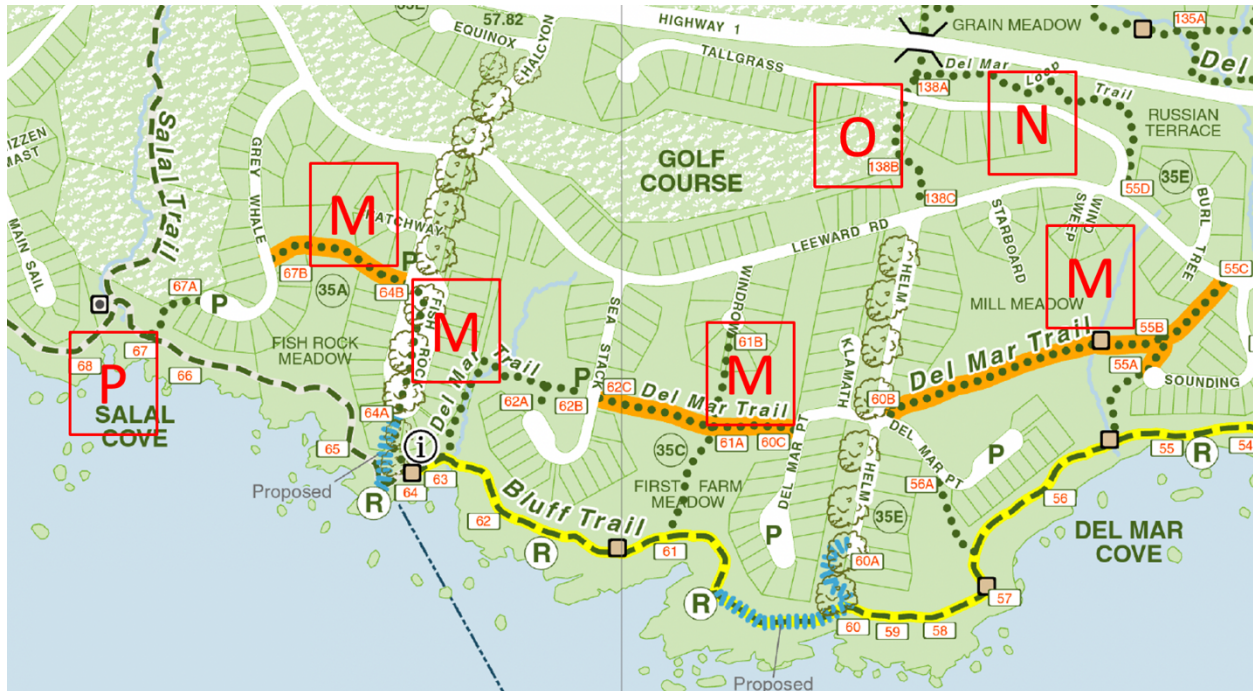 35E
57.82
EQUINOX
HALCYON
HIGHWAY 1
GRAIN MEADOW
135A
TALLGRASS
Del Mar Loop Trail
Del
138A
O
N
RUSSIAN
TERRACE
MAST
Salal Trail
GREY WHALE
GOLF
COURSE
138B
138C
55D
35E
BURL TREE
M
HATCHWAY
MAIN SAIL
LEEWARD RD
STARBOARD
WIND
SWEEP
M
67B
P
64B
35A
67A
P
55C
MILL MEADOW
FISH ROCK
M
SEA STACK
WINDROW
61B
M
HELM
KLAMATH
68
67
66
P
SALAL
COVE
FISH ROCK
MEADOW
Del Mar Trail
P
62A
62B
62C
Del Mar Trail
61A
60C
60B
Del Mar Trail
55B
55A
SOUNDING
64A
65
i
35C
DEL MAR PT
DEL MAR PT
P
Proposed
R
64
63
FIRST FARM
MEADOW
P
HELM
35E
56A
56
55
54
R
62
Bluff Trail
R
61
60A
DEL MAR
COVE
R
60
59
58
57
Proposed